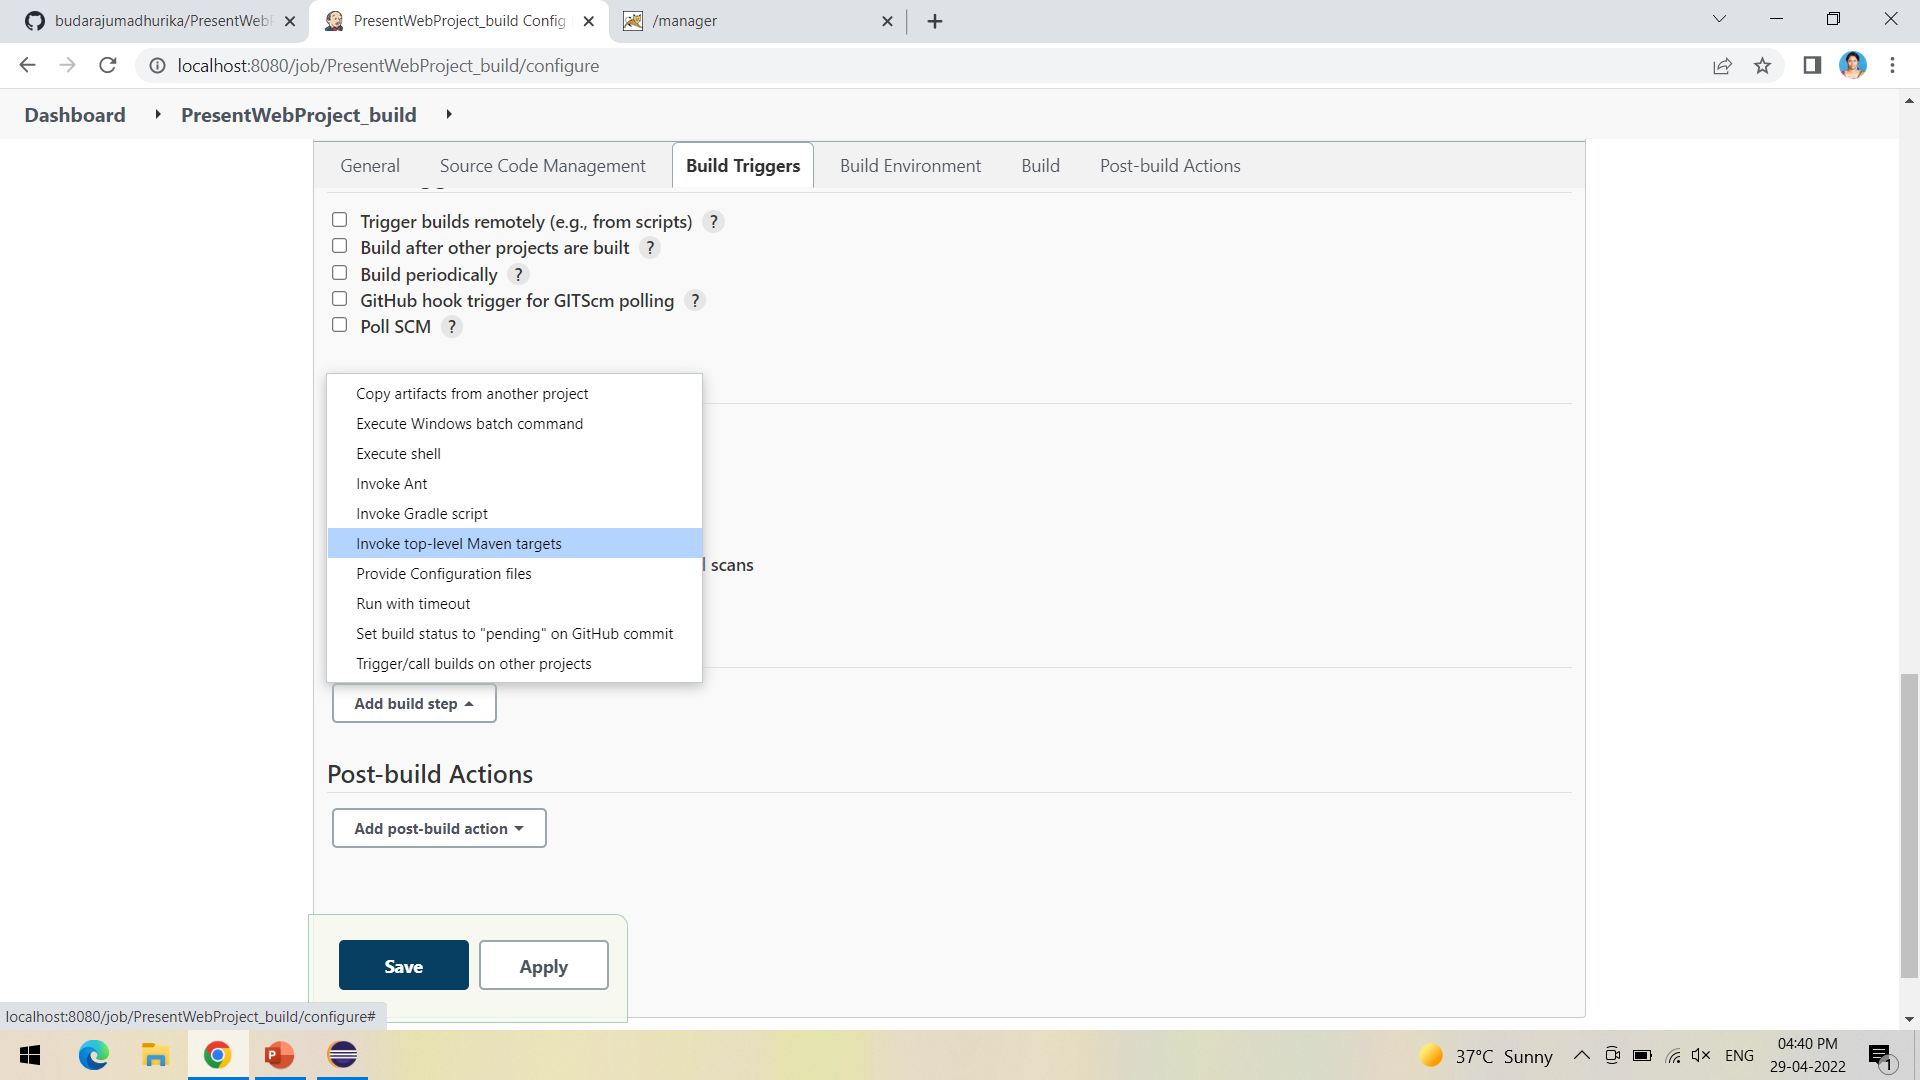 budarajumadhurika/PresentWebF
PresentWebProject_build Config
/manager
localhost:8080/job/PresentWebProject_build/configure
Dashboard
PresentWebProject_build
General
Source Code Management
Build Triggers
Build Environment
Build
Post-build Actions
Trigger builds remotely (e.g., from scripts) ?
Build after other projects are built ?
Build periodically ?
GitHub hook trigger for GITScm polling ?
Poll SCM ?
Copy artifacts from another project
Execute Windows batch command
Execute shell
Invoke Ant
Invoke Gradle script
Invoke top-level Maven targets
scans
Provide Configuration files
Run with timeout
Set build status to "pending" on GitHub commit
Trigger/call builds on other projects
Add build step
Post-build Actions
Add post-build action
Save
Apply
localhost:8080/job/PresentWebProject_build/configure#
37°C Sunny
ENG
04:40 PM
29-04-2022
1